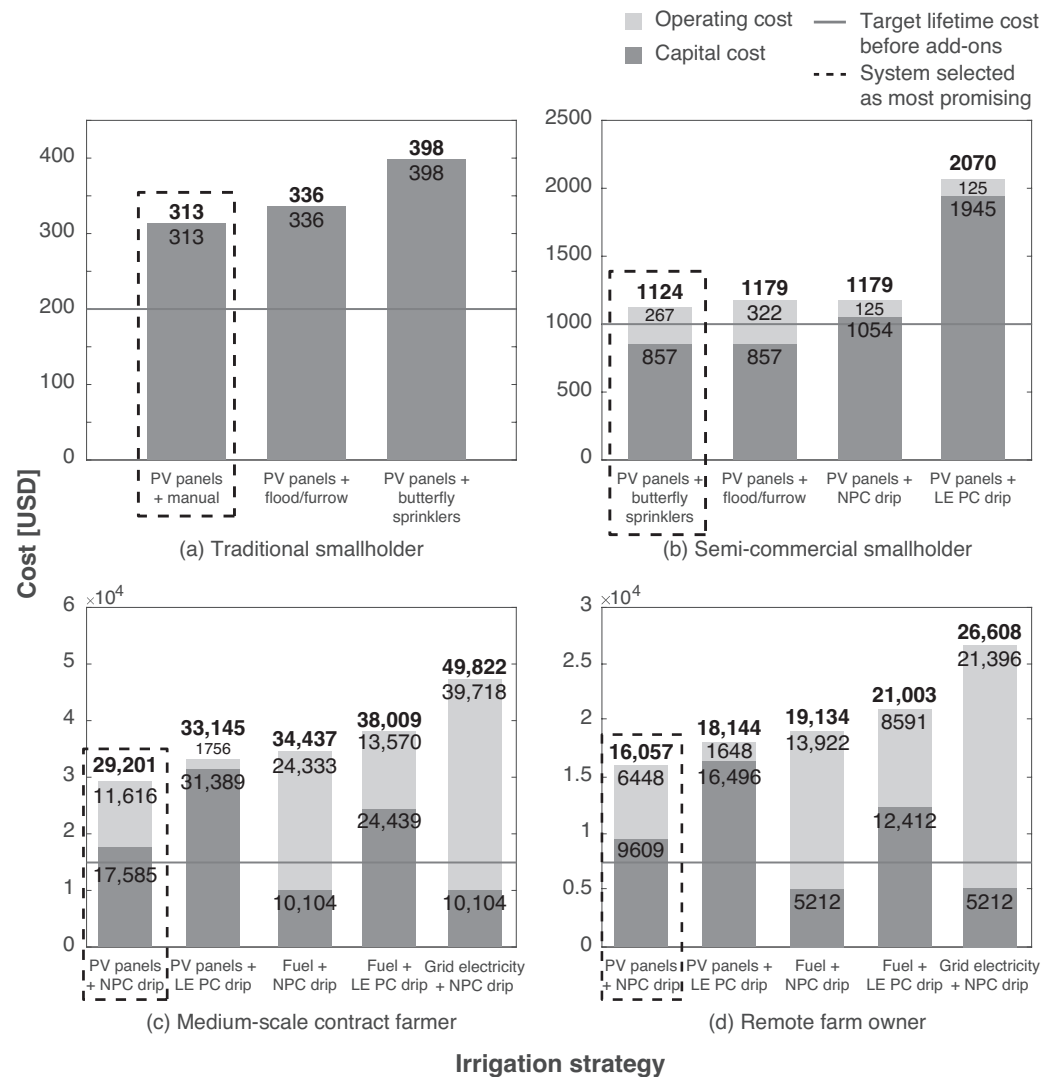 Operating cost
Capital cost
Target lifetime cost
before add-ons
System selected
as most promising
Cost [USD]
400
300
200
100
0
313
313
336
336
398
398
PV panels
+ manual
PV panels +
flood/furrow
PV panels +
butterfly
sprinklers
(a) Traditional smallholder
2500
2000
1500
1000
500
0
1124
267
857
1179
322
857
1179
125
1054
2070
125
1945
PV panels +
butterfly
sprinklers
PV panels +
flood/furrow
PV panels +
NPC drip
PV panels +
LE PC drip
(b) Semi-commercial smallholder
×10⁴
6
5
4
3
2
1
0
29,201
11,616
17,585
33,145
1756
31,389
34,437
24,333
10,104
38,009
13,570
24,439
49,822
39,718
10,104
PV panels
+ NPC drip
PV panels +
LE PC drip
Fuel +
NPC drip
Fuel +
LE PC drip
Grid electricity
+ NPC drip
(c) Medium-scale contract farmer
×10⁴
3
2.5
2
1.5
1
0.5
0
16,057
6448
9609
18,144
1648
16,496
19,134
13,922
5212
21,003
8591
12,412
26,608
21,396
5212
PV panels
+ NPC drip
PV panels +
LE PC drip
Fuel +
NPC drip
Fuel +
LE PC drip
Grid electricity
+ NPC drip
(d) Remote farm owner
Irrigation strategy